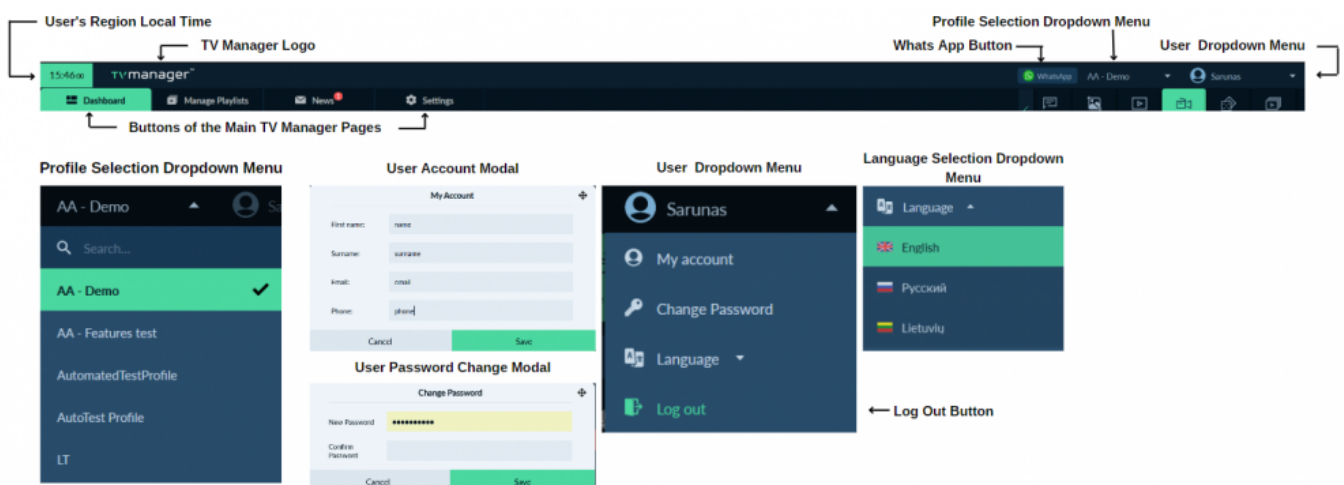 User's Region Local Time
Profile Selection Dropdown Menu
TV Manager Logo
Whats App Button
User Dropdown Menu
15:46:00
TVmanager
WhatsApp
AA - Demo
Sarunas
Dashboard
Manage Playlists
News
Settings
Buttons of the Main TV Manager Pages
Profile Selection Dropdown Menu
AA - Demo
Sa
Search...
AA - Demo
AA - Features test
AutomatedTestProfile
AutoTest Profile
LT
User Account Modal
My Account
First name:
name
Surname:
surname
Email:
email
Phone:
phone
Cancel
Save
User Password Change Modal
Change Password
New Password
Confirm
Password
Cancel
Save
User Dropdown Menu
Sarunas
My account
Change Password
Language
Log out
Language Selection Dropdown
Menu
Language
English
Русский
Lietuvių
Log Out Button